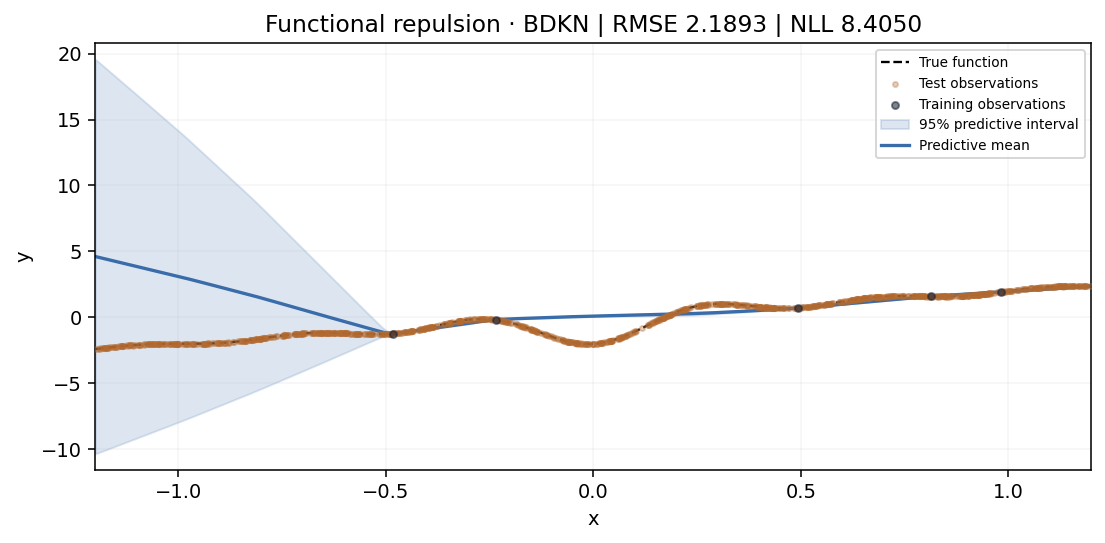 Functional repulsion · BDKN | RMSE 2.1893 | NLL 8.4050
True function
Test observations
Training observations
95% predictive interval
Predictive mean
y
20
15
10
5
0
−5
−10
−1.0 −0.5 0.0 0.5 1.0
x